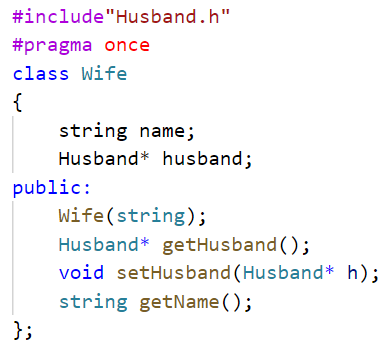 #include"Husband.h"
#pragma once
class Wife
{
    string name;
    Husband* husband;
public:
    Wife(string);
    Husband* getHusband();
    void setHusband(Husband* h);
    string getName();
};